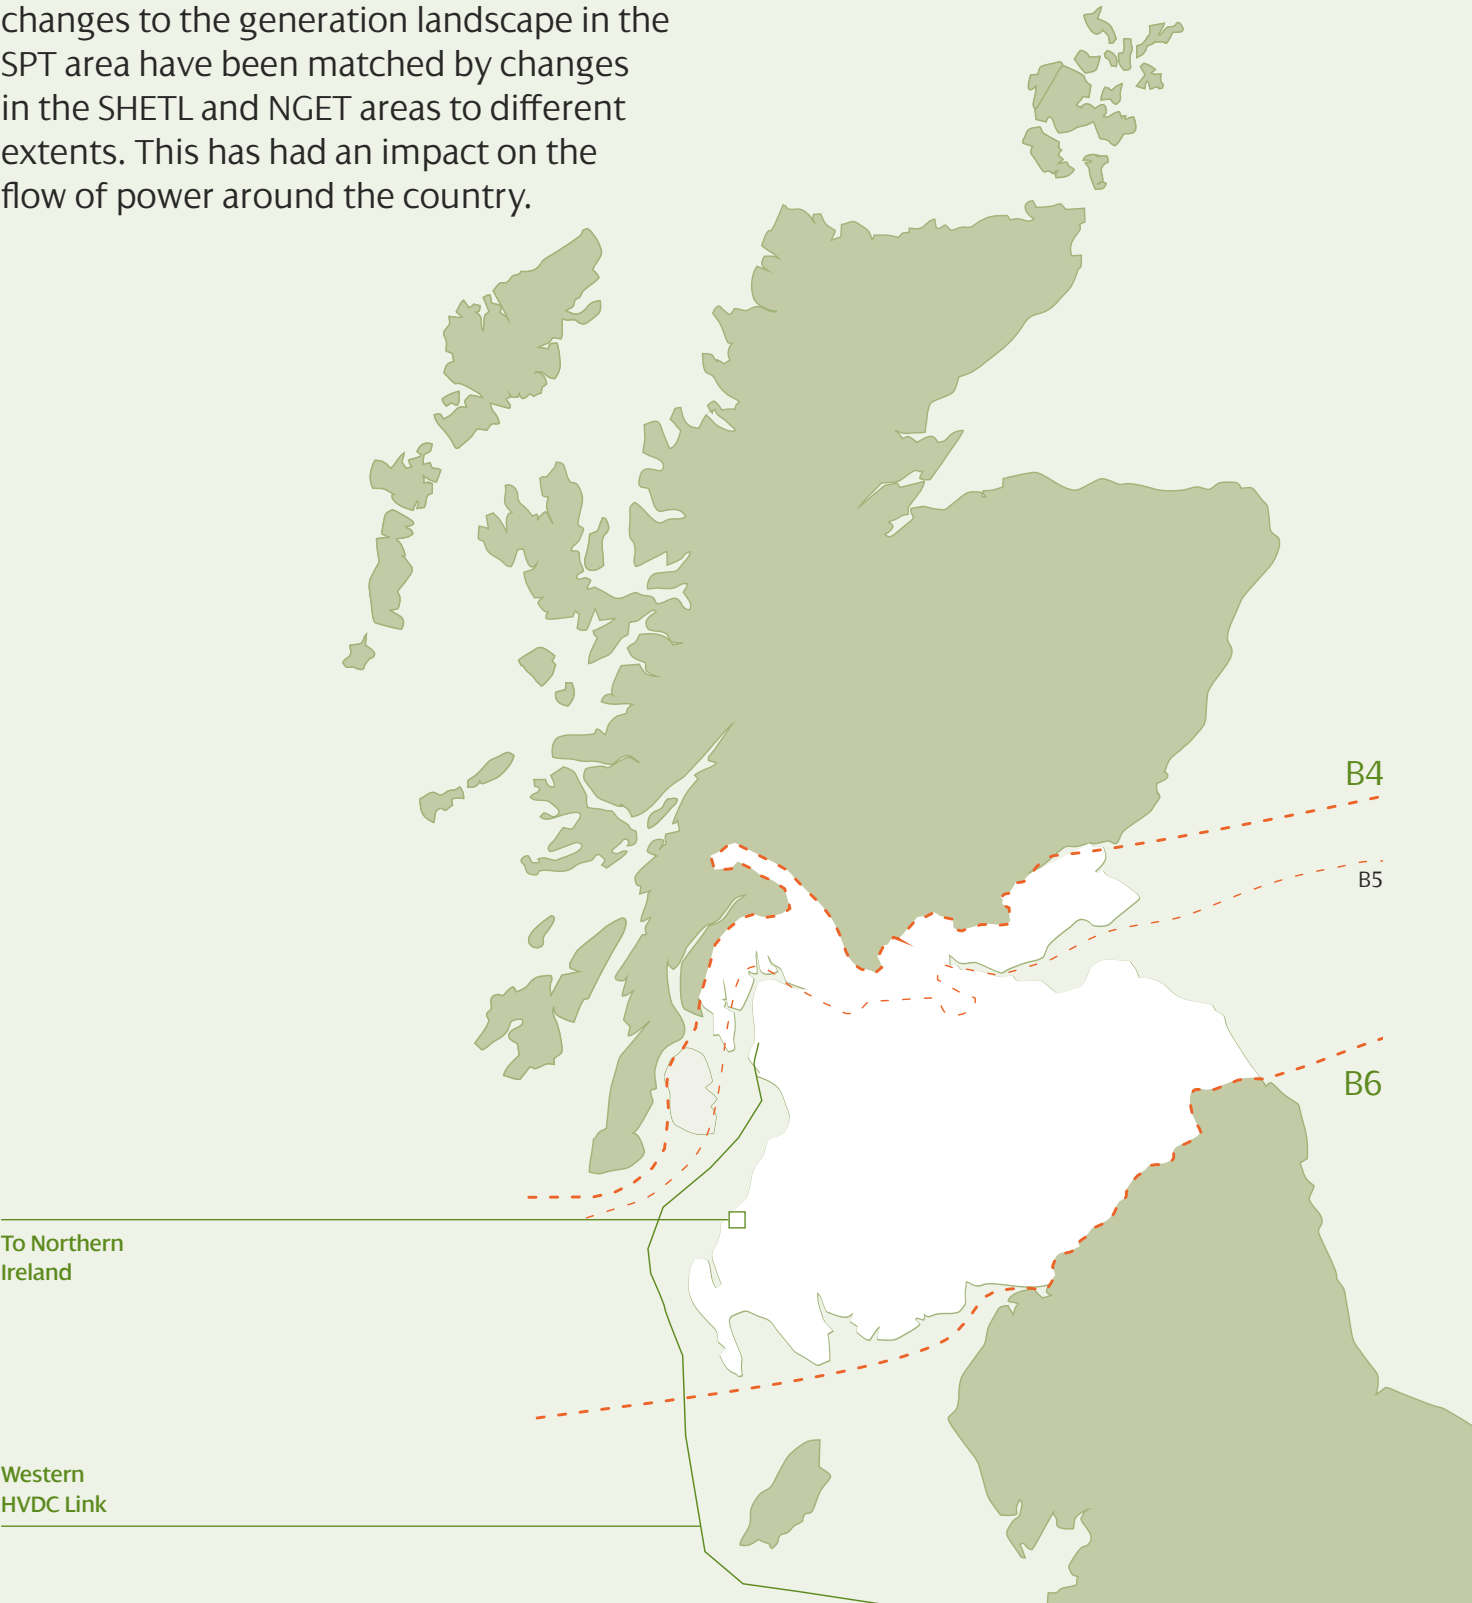 changes to the generation landscape in the
SPT area have been matched by changes
in the SHETL and NGET areas to different
extents. This has had an impact on the
flow of power around the country.
B4
B5
B6
To Northern
Ireland
Western
HVDC Link